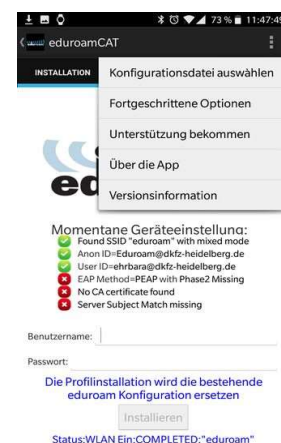 73 % 11:47:49
eduroamCAT
INSTALLATION
Konfigurationsdatei auswählen
Fortgeschrittene Optionen
Unterstützung bekommen
Über die App
Versionsinformation
ed
Momentane Geräteeinstellung:
Found SSID "eduroam" with mixed mode
Anon ID=Eduroam@dkfz-heidelberg.de
User ID=ehrbara@dkfz-heidelberg.de
EAP Method=PEAP with Phase2 Missing
No CA certificate found
Server Subject Match missing
Benutzername:
Passwort:
Die Profilinstallation wird die bestehende
eduroam Konfiguration ersetzen
Installieren
Status:WLAN Ein:COMPLETED:"eduroam"